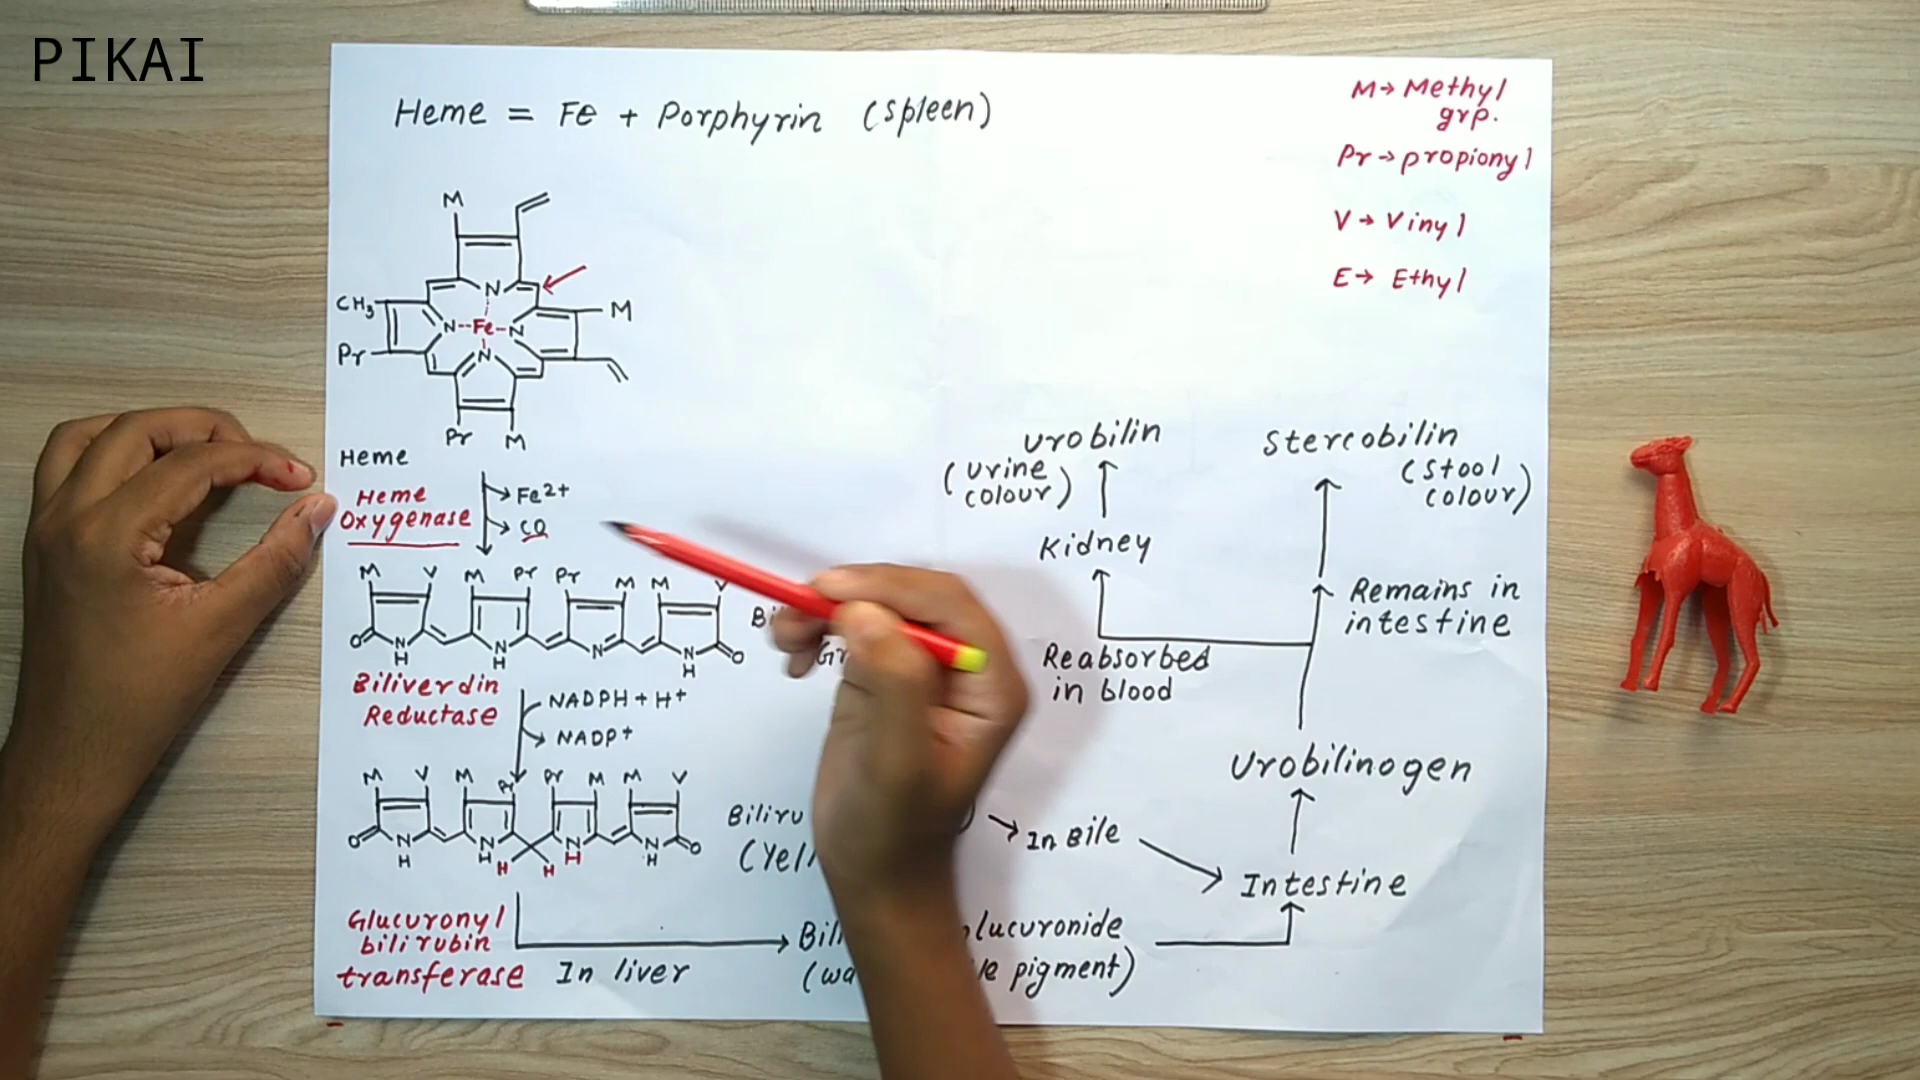 PIKAI
Heme = Fe + Porphyrin (Spleen)
M→ Methyl
grp.
Pr→propionyl
V→Vinyl
E→ Ethyl
M
CH3
N
M
N--Fe-N
Pr
N
Pr M
Heme
Heme
Oxygenase
Fe2+
CO
M V M Pr Pr M M V
O N N N N O
H H H
Biliverdin
Reductase
NADPH + H+
NADP+
M V M Pr Pr M M V
O N N N N O
H H H H
H H
(Yel
Glucuronyl
bilirubin
transferase
In liver
pigment)
In Bile
Intestine
Urobilinogen
Reabsorbed
in blood
Kidney
Urobilin
(Urine
colour)
Remains in
intestine
Stercobilin
(Stool
colour)